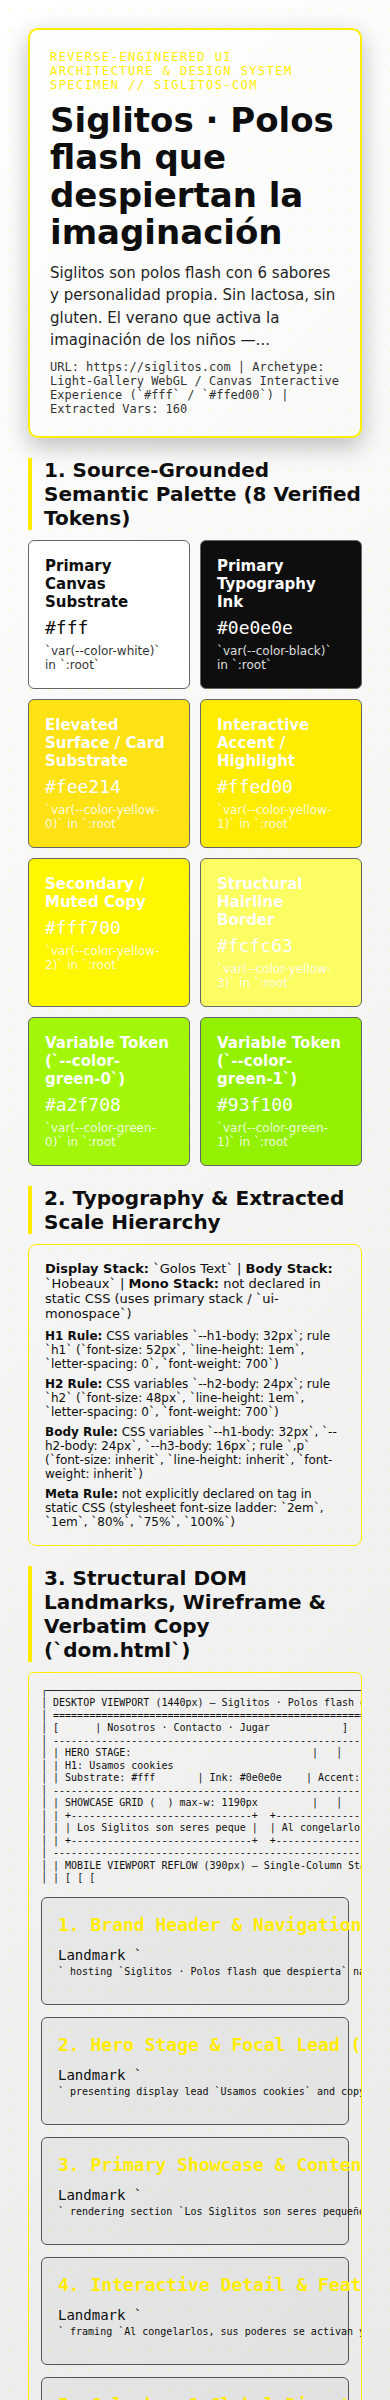 REVERSE-ENGINEERED UI
ARCHITECTURE & DESIGN SYSTEM
SPECIMEN // SIGLITOS-COM
Siglitos · Polos
flash que
despiertan la
imaginación
Siglitos son polos flash con 6 sabores
y personalidad propia. Sin lactosa, sin
gluten. El verano que activa la
imaginación de los niños —...
URL: https://siglitos.com | Archetype:
Light-Gallery WebGL / Canvas Interactive
Experience (`#fff` / `#ffed00`) |
Extracted Vars: 160
1. Source-Grounded
Semantic Palette (8 Verified
Tokens)
Primary
Canvas
Substrate
#fff
`var(--color-white)`
in `:root`
Primary
Typography
Ink
#0e0e0e
`var(--color-black)`
in `:root`
Elevated
Surface / Card
Substrate
#fee214
`var(--color-yellow-
0)` in `:root`
Interactive
Accent /
Highlight
#ffed00
`var(--color-yellow-
1)` in `:root`
Secondary /
Muted Copy
#fff700
`var(--color-yellow-
2)` in `:root`
Structural
Hairline
Border
#fcfc63
`var(--color-yellow-
3)` in `:root`
Variable Token
(`--color-
green-0`)
#a2f708
`var(--color-green-
0)` in `:root`
Variable Token
(`--color-
green-1`)
#93f100
`var(--color-green-
1)` in `:root`
2. Typography & Extracted
Scale Hierarchy
Display Stack: `Golos Text` | Body Stack:
`Hobeaux` | Mono Stack: not declared in
static CSS (uses primary stack / `ui-
monospace`)
H1 Rule: CSS variables `--h1-body: 32px`; rule
`h1` (`font-size: 52px`, `line-height: 1em`,
`letter-spacing: 0`, `font-weight: 700`)
H2 Rule: CSS variables `--h2-body: 24px`; rule
`h2` (`font-size: 48px`, `line-height: 1em`,
`letter-spacing: 0`, `font-weight: 700`)
Body Rule: CSS variables `--h1-body: 32px`, `--
h2-body: 24px`, `--h3-body: 16px`; rule `,p`
(`font-size: inherit`, `line-height: inherit`, `font-
weight: inherit`)
Meta Rule: not explicitly declared on tag in
static CSS (stylesheet font-size ladder: `2em`,
`1em`, `80%`, `75%`, `100%`)
3. Structural DOM
Landmarks, Wireframe &
Verbatim Copy
(`dom.html`)
DESKTOP VIEWPORT (1440px) — Siglitos · Polos flash
[ | Nosotros · Contacto · Jugar ]
| HERO STAGE: | |
| H1: Usamos cookies
| Substrate: #fff | Ink: #0e0e0e | Accent:
| SHOWCASE GRID ( ) max-w: 1190px | |
| | Los Siglitos son seres peque | | Al congelarlo
| MOBILE VIEWPORT REFLOW (390px) — Single-Column
| [ [ [
1. Brand Header & Navigation
Landmark `
` hosting `Siglitos · Polos flash que despierta`
2. Hero Stage & Focal Lead (
Landmark `
` presenting display lead `Usamos cookies` and copy
3. Primary Showcase & Conten
Landmark `
` rendering section `Los Siglitos son seres pequeño
4. Interactive Detail & Feat
Landmark `
` framing `Al congelarlos, sus poderes se activan y